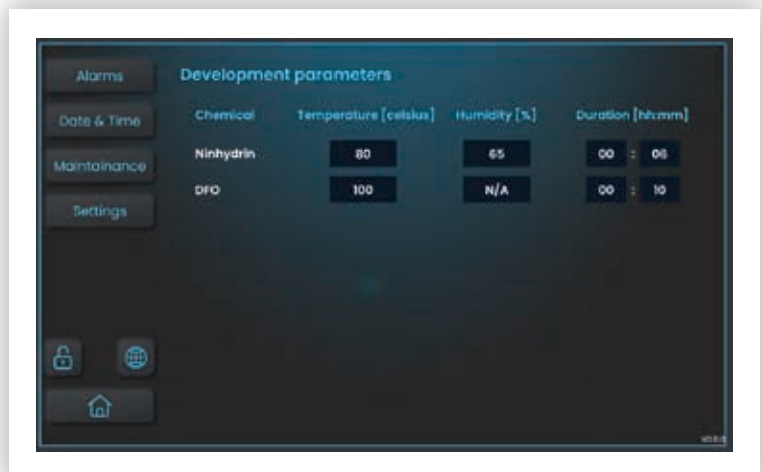 Alarms
Development parameters
Date & Time
Chemical Temperature [celsius] Humidity [%] Duration [hh:mm]
Ninhydrin 80 65 00 : 06
Maintainance
DFO 100 N/A 00 : 10
Settings